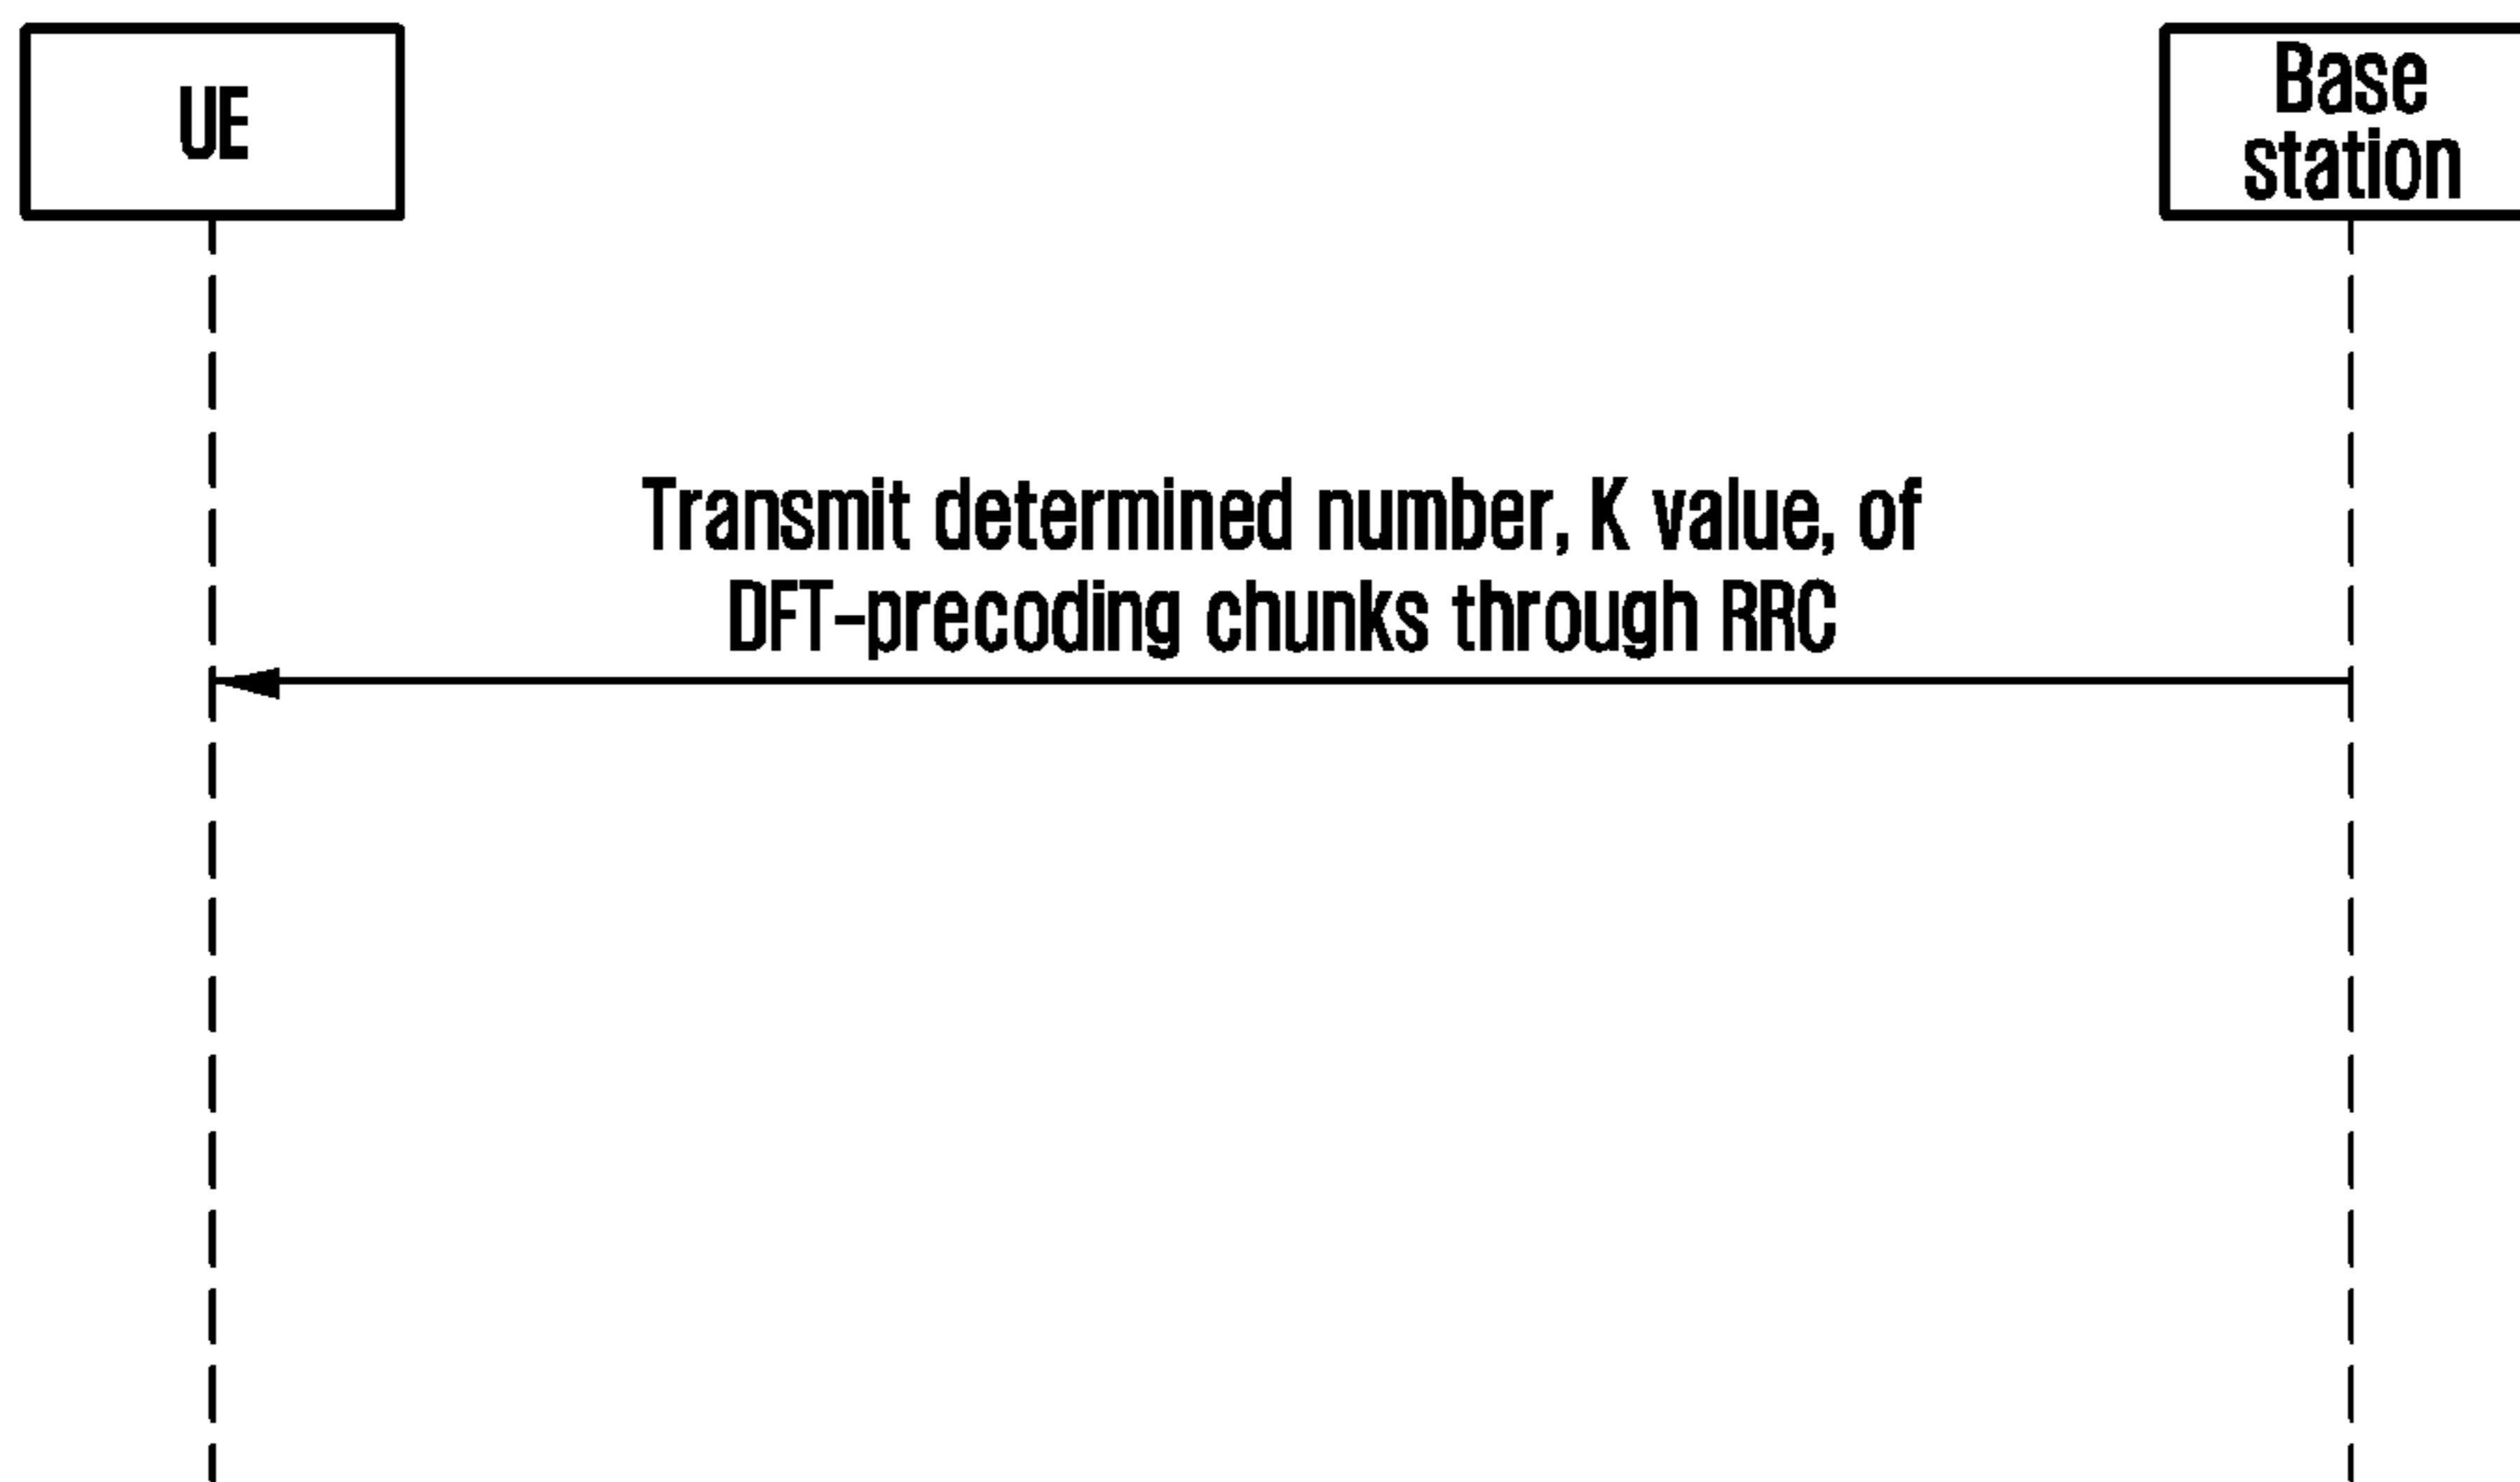 UE
Base
station
Transmit determined number, K value, of
DFT-precoding chunks through RRC